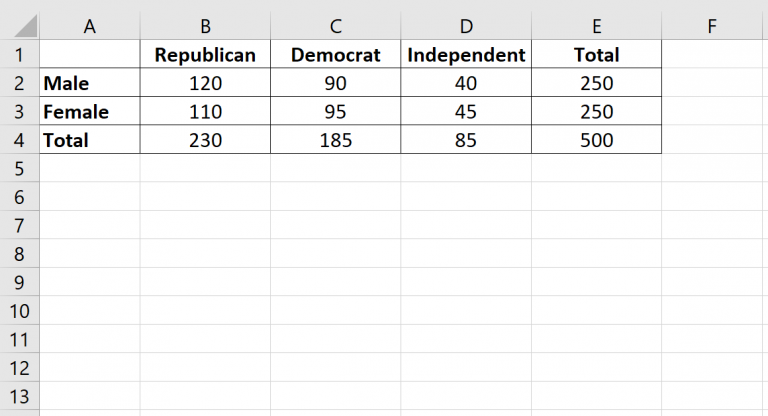 A B C D E F
1 Republican Democrat Independent Total
2 Male 120 90 40 250
3 Female 110 95 45 250
4 Total 230 185 85 500
5
6
7
8
9
10
11
12
13